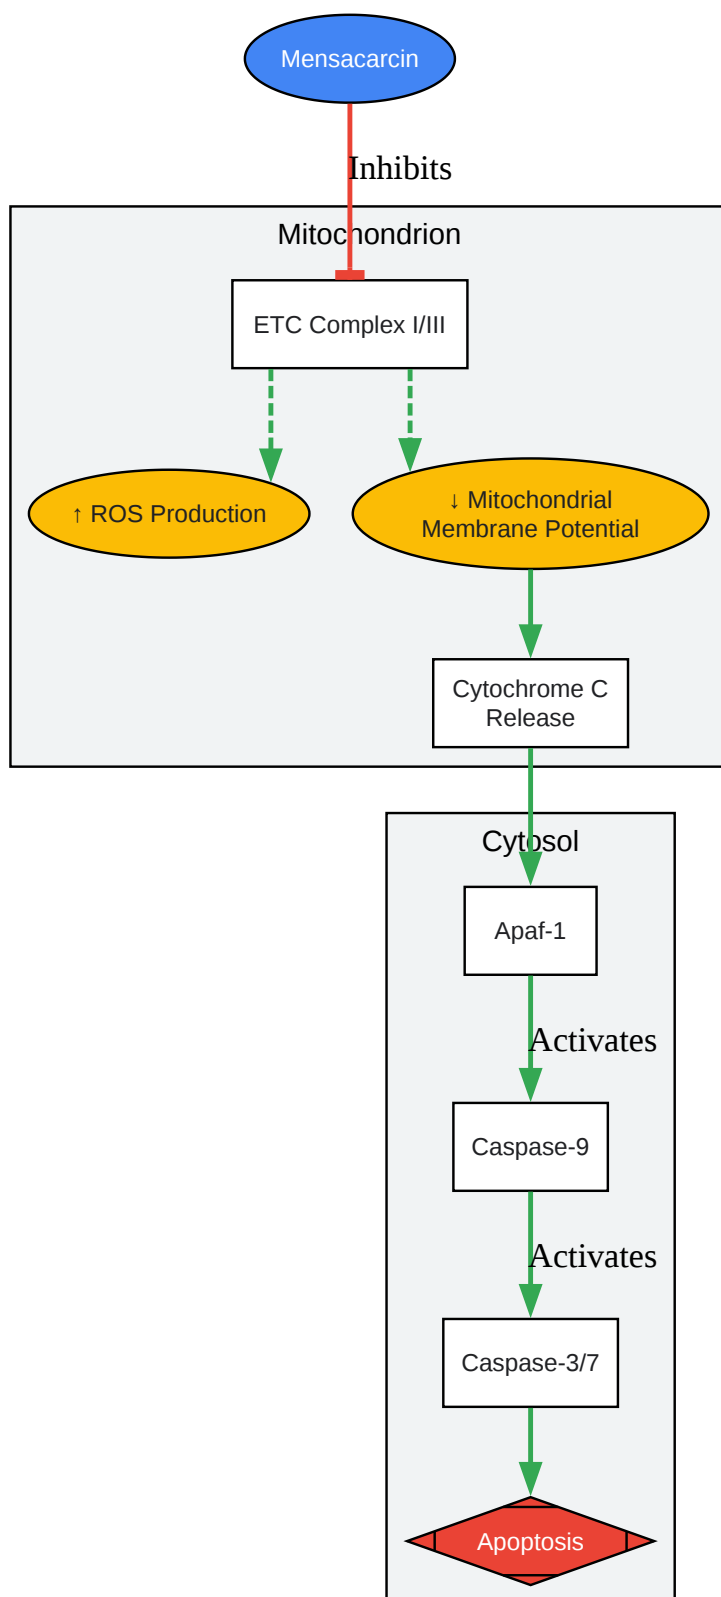 Mensacarcin
Inhibits
Mitochondrion
ETC Complex I/III
↑ ROS Production
↓ Mitochondrial
Membrane Potential
Cytochrome C
Release
Cytosol
Apaf-1
Activates
Caspase-9
Activates
Caspase-3/7
Apoptosis